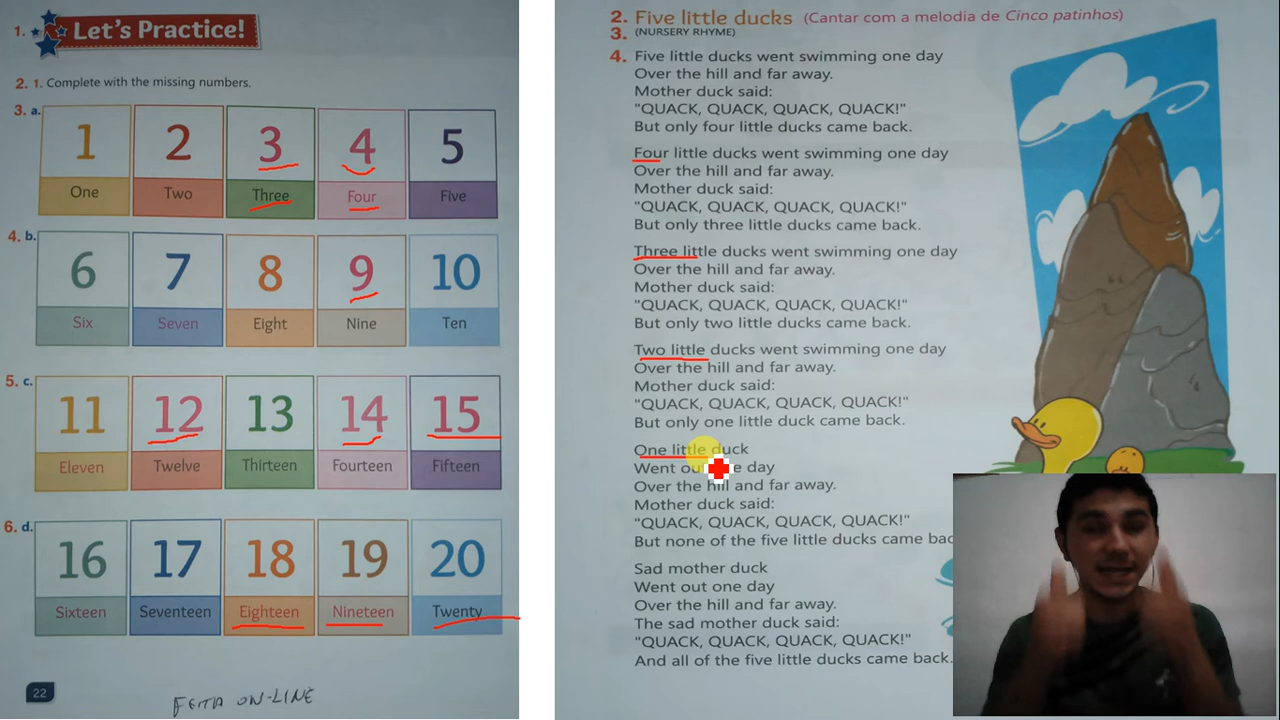 1. Let's Practice!
2. 1. Complete with the missing numbers.
3. a.
1 2 3 4 5
One Two Three Four Five
4. b.
6 7 8 9 10
Six Seven Eight Nine Ten
5. c.
11 12 13 14 15
Eleven Twelve Thirteen Fourteen Fifteen
6. d.
16 17 18 19 20
Sixteen Seventeen Eighteen Nineteen Twenty
22
FEITA ON-LINE
2. Five little ducks (Cantar com a melodia de Cinco patinhos)
3. (NURSERY RHYME)
4. Five little ducks went swimming one day
Over the hill and far away.
Mother duck said:
"QUACK, QUACK, QUACK, QUACK!"
But only four little ducks came back.
Four little ducks went swimming one day
Over the hill and far away.
Mother duck said:
"QUACK, QUACK, QUACK, QUACK!"
But only three little ducks came back.
Three little ducks went swimming one day
Over the hill and far away.
Mother duck said:
"QUACK, QUACK, QUACK, QUACK!"
But only two little ducks came back.
Two little ducks went swimming one day
Over the hill and far away.
Mother duck said:
"QUACK, QUACK, QUACK, QUACK!"
But only one little duck came back.
One little duck
Went day
Over the hill and far away.
Mother duck said:
"QUACK, QUACK, QUACK, QUACK!"
But none of the five little ducks came
Sad mother duck
Went out one day
Over the hill and far away.
The sad mother duck said:
"QUACK, QUACK, QUACK, QUACK!"
And all of the five little ducks came back.